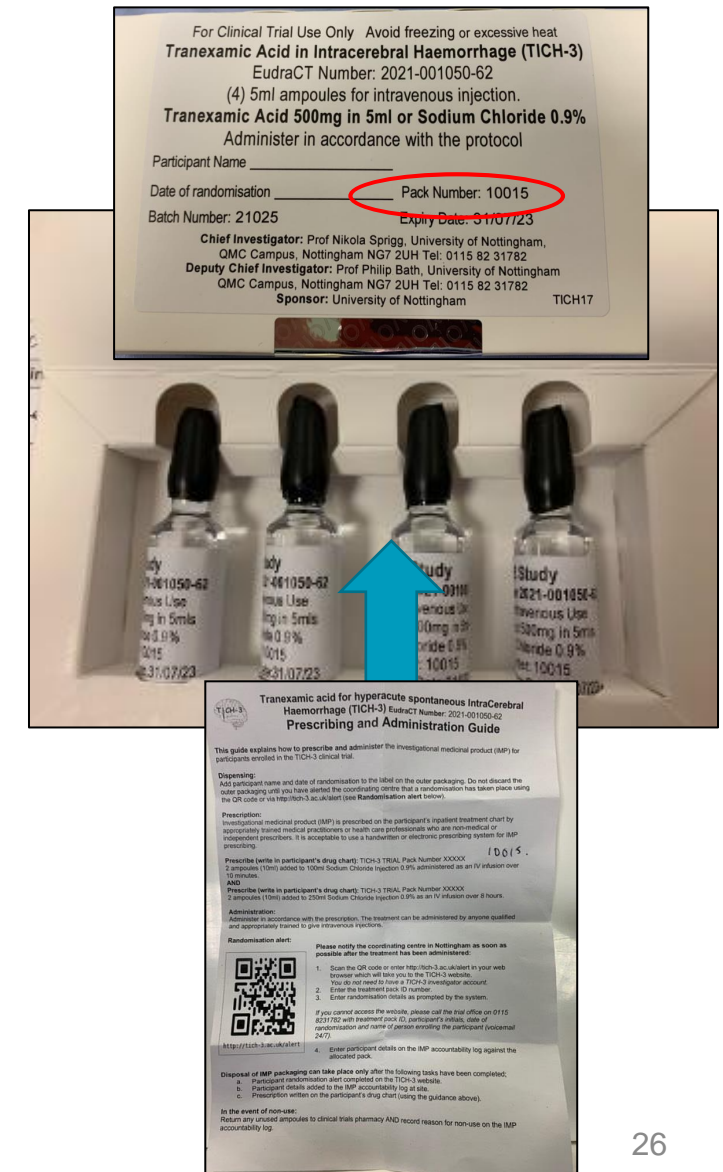 For Clinical Trial Use Only Avoid freezing or excessive heat
Tranexamic Acid in Intracerebral Haemorrhage (TICH-3)
EudraCT Number: 2021-001050-62
(4) 5ml ampoules for intravenous injection.
Tranexamic Acid 500mg in 5ml or Sodium Chloride 0.9%
Administer in accordance with the protocol
Participant Name
Date of randomisation Pack Number: 10015
Batch Number: 21025 Expiry Date: 31/07/23
Chief Investigator: Prof Nikola Sprigg, University of Nottingham,
QMC Campus, Nottingham NG7 2UH Tel: 0115 82 31782
Deputy Chief Investigator: Prof Philip Bath, University of Nottingham
QMC Campus, Nottingham NG7 2UH Tel: 0115 82 31782
Sponsor: University of Nottingham TICH17
-061050-62
in 5mls
0.9%
31/07/23
-061050-62
in 5mls
0.9%
31/07/23
Study
10015
Study
2021-001050-6
Use
500mg in 5ml
0.9%
10015
TICH-3
Tranexamic acid for hyperacute spontaneous IntraCerebral
Haemorrhage (TICH-3) EudraCT Number: 2021-001050-62
Prescribing and Administration Guide
This guide explains how to prescribe and administer the investigational medicinal product (IMP) for
participants enrolled in the TICH-3 clinical trial.
Dispensing:
Add participant name and date of randomisation to the label on the outer packaging. Do not discard the
outer packaging until you have alerted the coordinating centre that a randomisation has taken place using
the QR code or via http://tich-3.ac.uk/alert (see Randomisation alert below).
Prescription:
Investigational medicinal product (IMP) is prescribed on the participant's inpatient treatment chart by
appropriately trained medical practitioners or health care professionals who are non-medical or
independent prescribers. It is acceptable to use a handwritten or electronic prescribing system for IMP
prescribing.
10015.
Prescribe (write in participant's drug chart): TICH-3 TRIAL Pack Number XXXXX
2 ampoules (10ml) added to 100ml Sodium Chloride Injection 0.9% administered as an IV infusion over
10 minutes.
AND
Prescribe (write in participant's drug chart): TICH-3 TRIAL Pack Number XXXXX
2 ampoules (10ml) added to 250ml Sodium Chloride Injection 0.9% as an IV infusion over 8 hours.
Administration:
Administer in accordance with the prescription. The treatment can be administered by anyone qualified
and appropriately trained to give intravenous injections.
Randomisation alert:
Please notify the coordinating centre in Nottingham as soon as
possible after the treatment has been administered:
1. Scan the QR code or enter http://tich-3.ac.uk/alert in your web
browser which will take you to the TICH-3 website.
You do not need to have a TICH-3 investigator account.
2. Enter the treatment pack ID number.
3. Enter randomisation details as prompted by the system.
If you cannot access the website, please call the trial office on 0115
8231782 with treatment pack ID, participant's initials, date of
randomisation and name of person enrolling the participant (voicemail
24/7).
4. Enter participant details on the IMP accountability log against the
allocated pack.
http://tich-3.ac.uk/alert
Disposal of IMP packaging can take place only after the following tasks have been completed:
a. Participant randomisation alert completed on the TICH-3 website.
b. Participant details added to the IMP accountability log at site.
c. Prescription written on the participant's drug chart (using the guidance above).
In the event of non-use:
Return any unused ampoules to clinical trials pharmacy AND record reason for non-use on the IMP
accountability log.
26